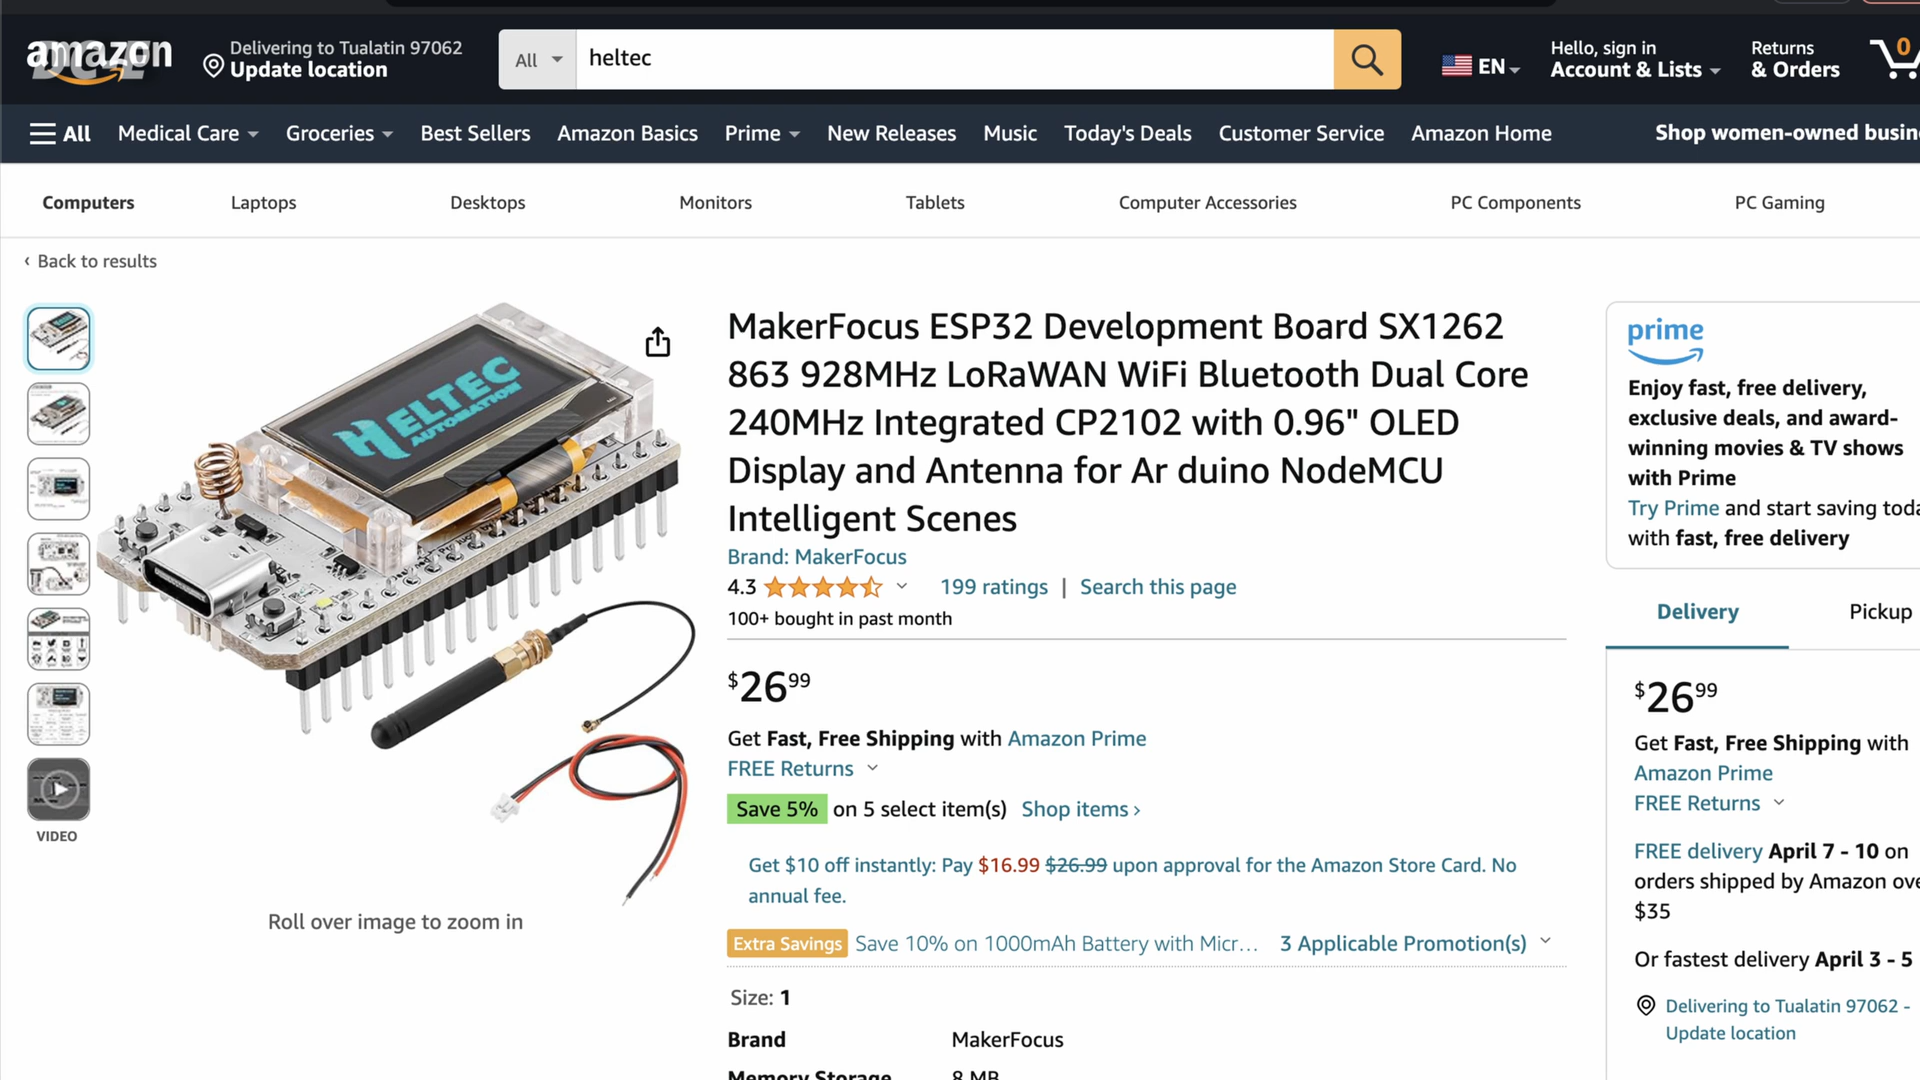 amazon
DC4E
Delivering to Tualatin 97062
Update location
All
heltec
EN
Hello, sign in
Account & Lists
Returns
& Orders
0
All
Medical Care
Groceries
Best Sellers
Amazon Basics
Prime
New Releases
Music
Today's Deals
Customer Service
Amazon Home
Shop women-owned busin
Computers
Laptops
Desktops
Monitors
Tablets
Computer Accessories
PC Components
PC Gaming
‹ Back to results
HELTEC
AUTOMATION
VIDEO
Roll over image to zoom in
MakerFocus ESP32 Development Board SX1262
863 928MHz LoRaWAN WiFi Bluetooth Dual Core
240MHz Integrated CP2102 with 0.96" OLED
Display and Antenna for Ar duino NodeMCU
Intelligent Scenes
Brand: MakerFocus
4.3
199 ratings | Search this page
100+ bought in past month
$26 99
Get Fast, Free Shipping with Amazon Prime
FREE Returns
Save 5% on 5 select item(s) Shop items ›
Get $10 off instantly: Pay $16.99 $26.99 upon approval for the Amazon Store Card. No
annual fee.
Extra Savings Save 10% on 1000mAh Battery with Micr... 3 Applicable Promotion(s)
Size: 1
Brand MakerFocus
Memory Storage 8 MB
prime
Enjoy fast, free delivery,
exclusive deals, and award-
winning movies & TV shows
with Prime
Try Prime and start saving toda
with fast, free delivery
Delivery
Pickup
$26 99
Get Fast, Free Shipping with
Amazon Prime
FREE Returns
FREE delivery April 7 - 10 on
orders shipped by Amazon ove
$35
Or fastest delivery April 3 - 5
Delivering to Tualatin 97062 -
Update location